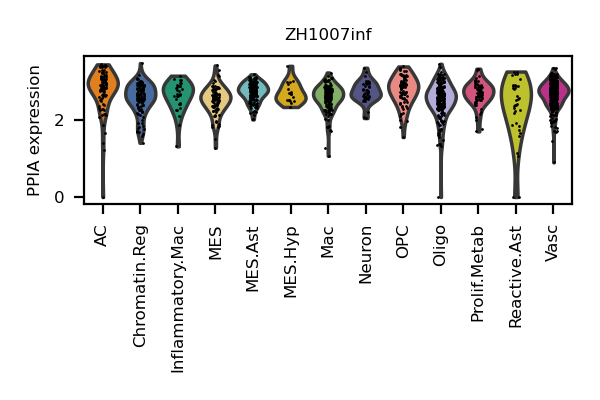 ZH1007inf
PPIA expression
2
0
AC
Chromatin.Reg
Inflammatory.Mac
MES
MES.Ast
MES.Hyp
Mac
Neuron
OPC
Oligo
Prolif.Metab
Reactive.Ast
Vasc